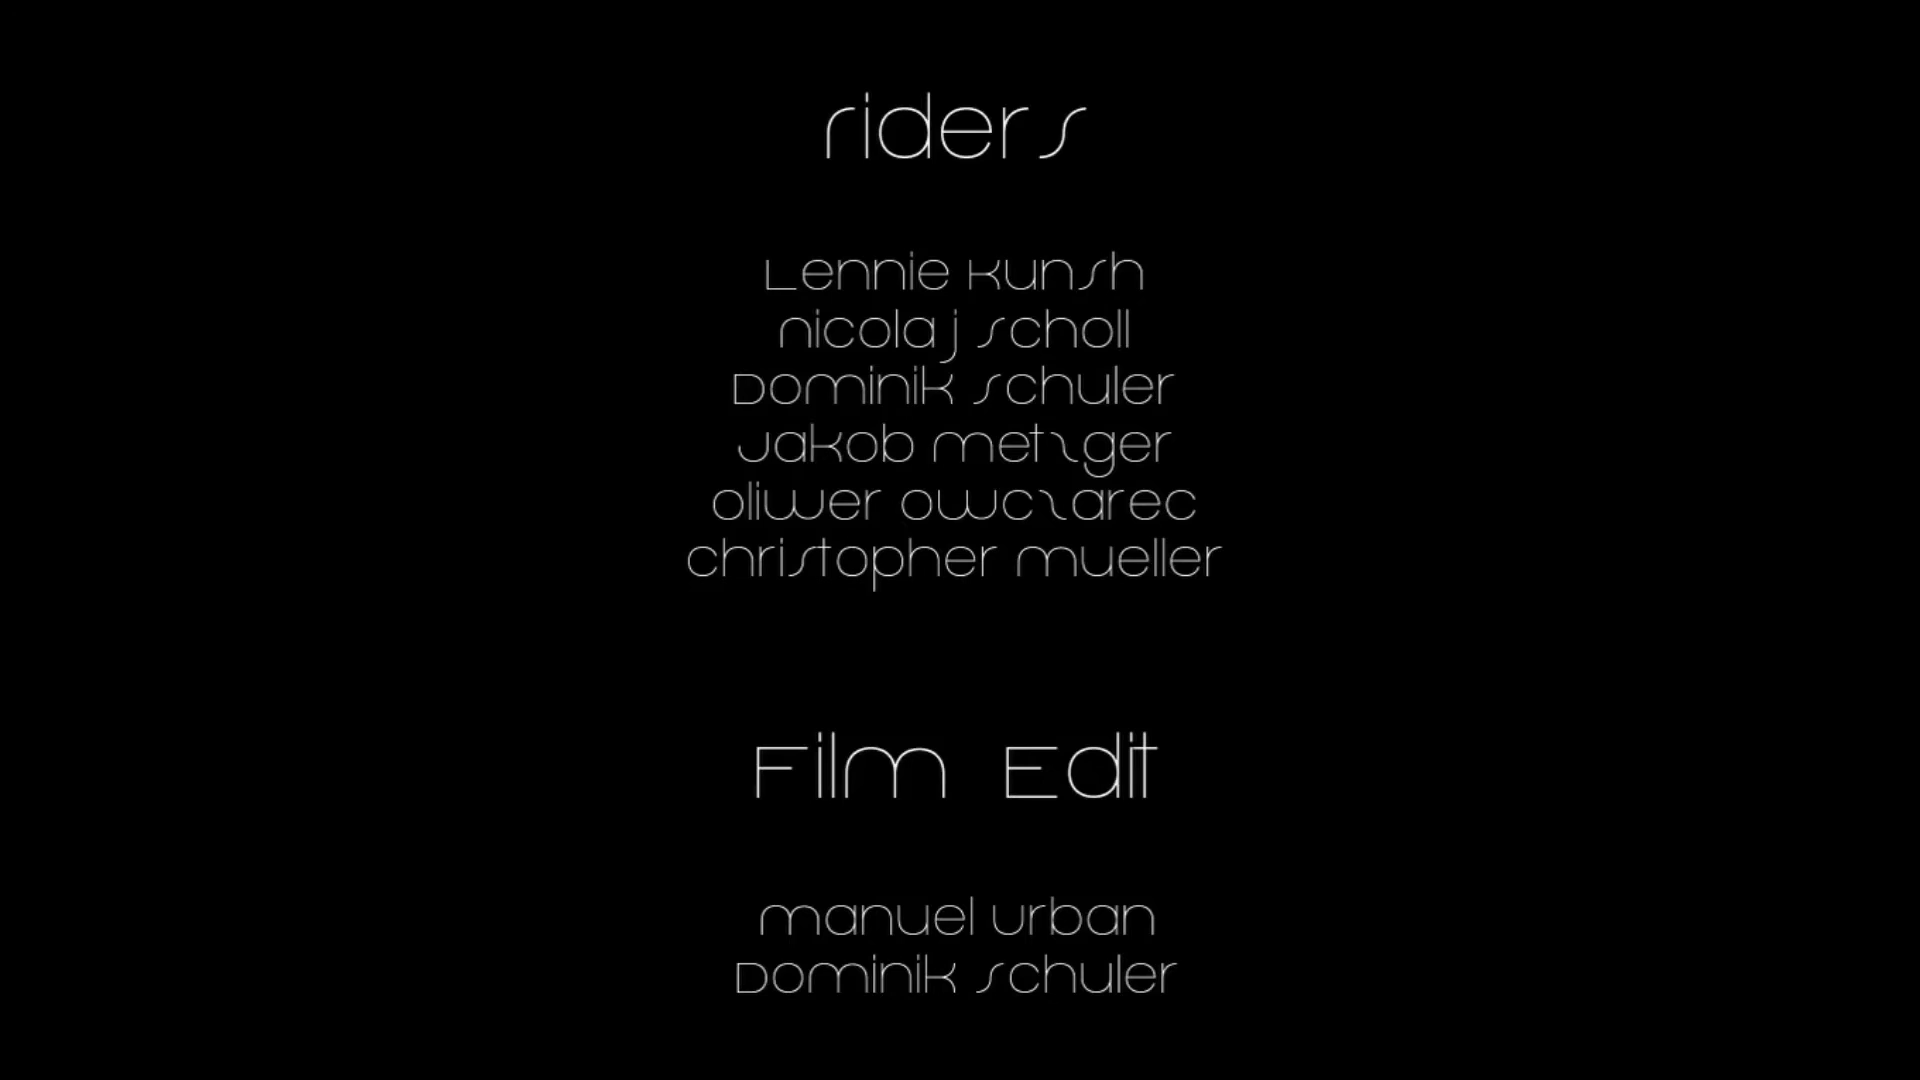 riders
Lennie Kunsh
nicolaj scholl
Dominik schuler
Jakob metzger
oliwer owczarec
christopher mueller
Film Edit
manuel urban
Dominik schuler